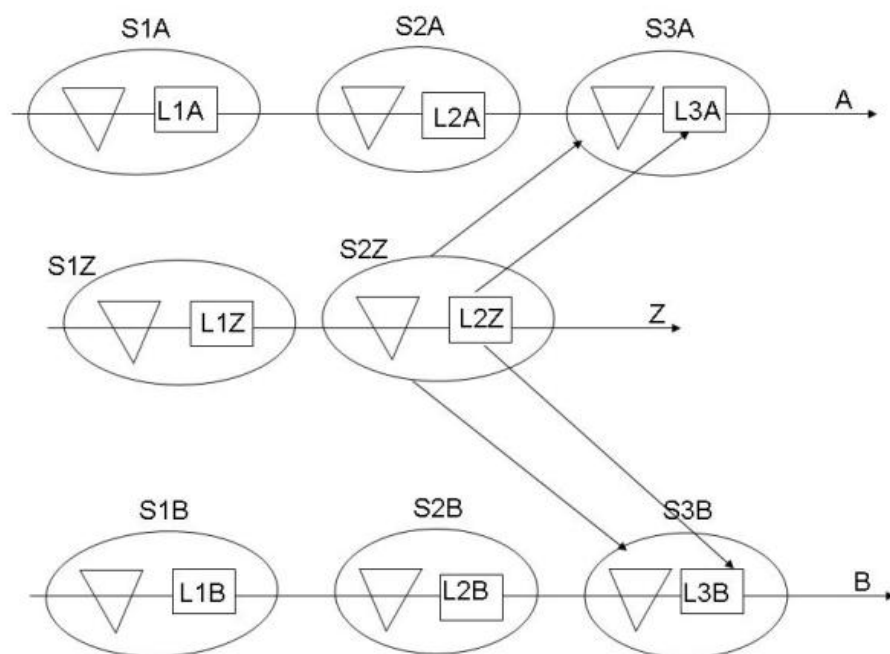 S1A S2A S3A
L1A L2A L3A A
S1Z S2Z
L1Z L2Z Z
S1B S2B S3B
L1B L2B L3B B